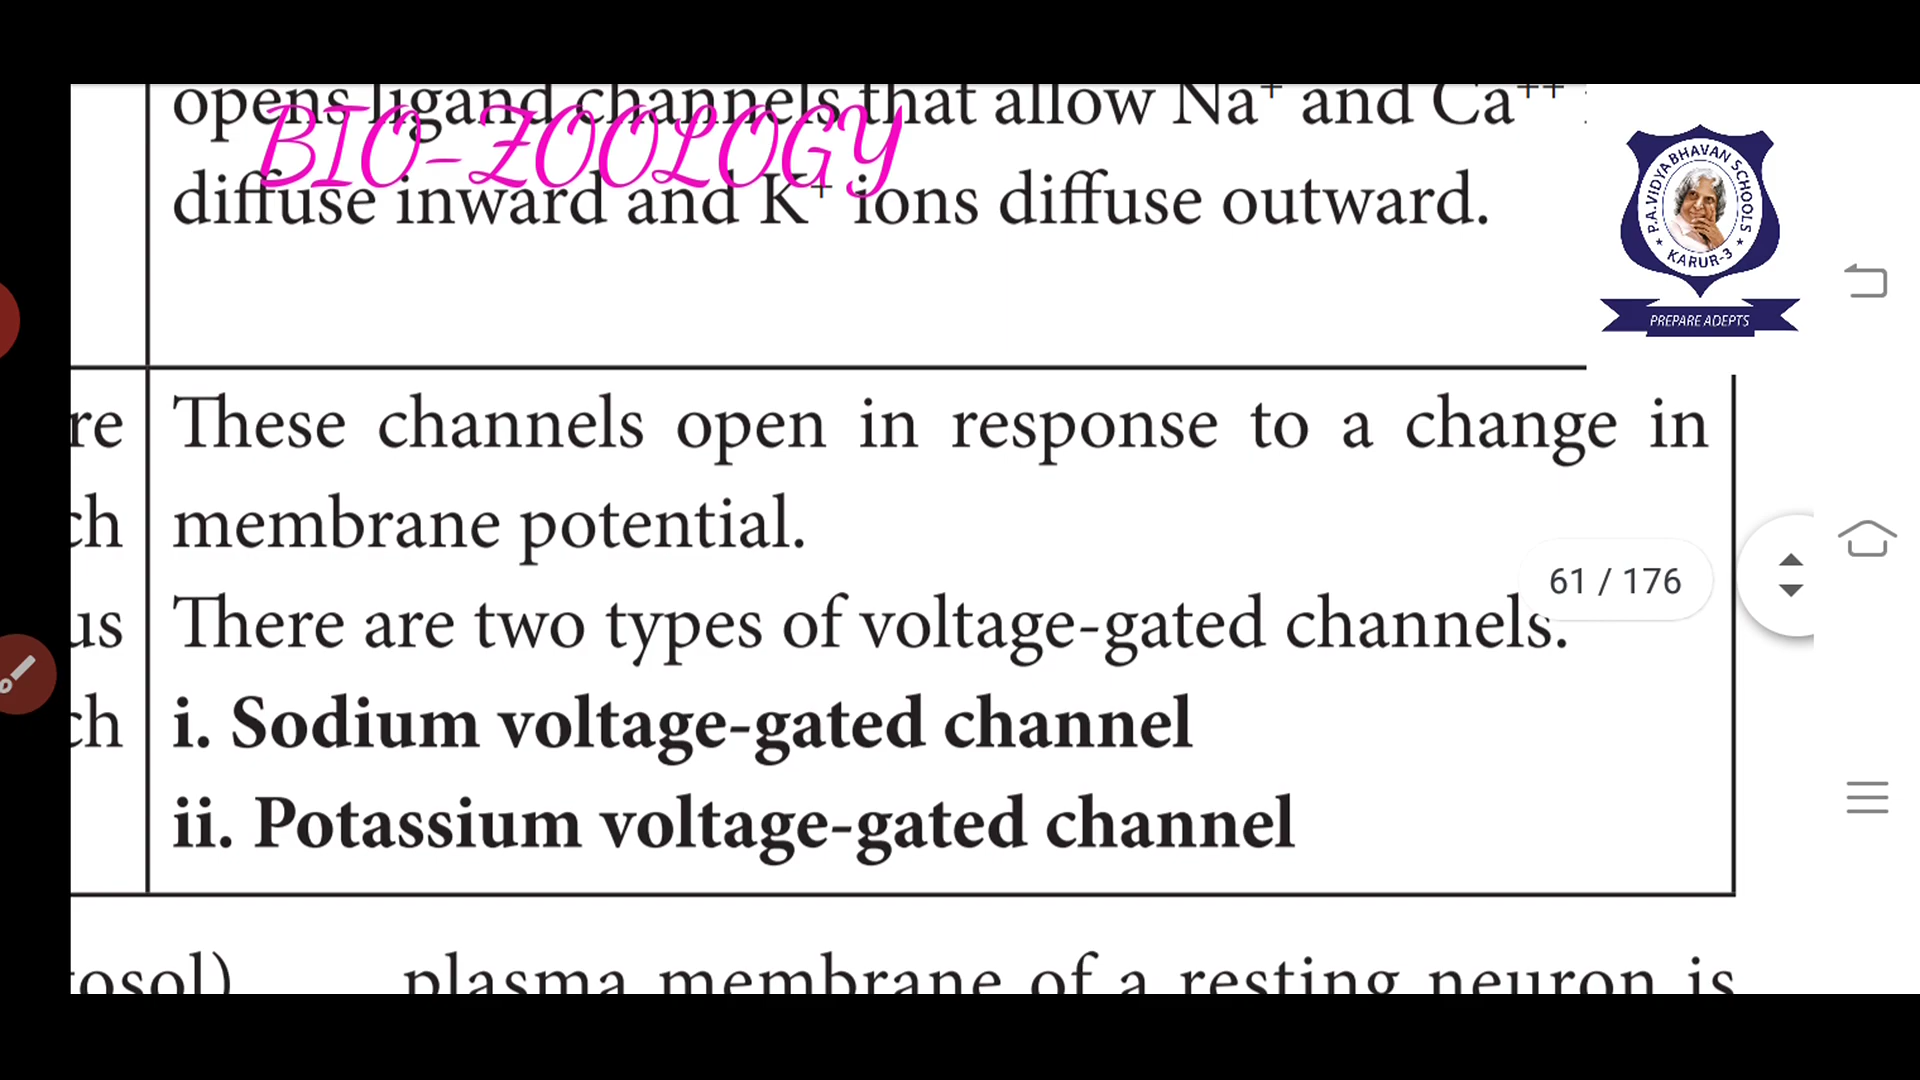 opens ligand channels that allow Na+ and Ca++
BIO-ZOOLOGY
diffuse inward and K+ ions diffuse outward.
P.A.VIDYA BHAVAN SCHOOLS
KARUR-3
PREPARE ADEPTS
re These channels open in response to a change in
ch membrane potential.
61 / 176
us There are two types of voltage-gated channels.
ch i. Sodium voltage-gated channel
ii. Potassium voltage-gated channel
tosol) plasma membrane of a resting neuron is